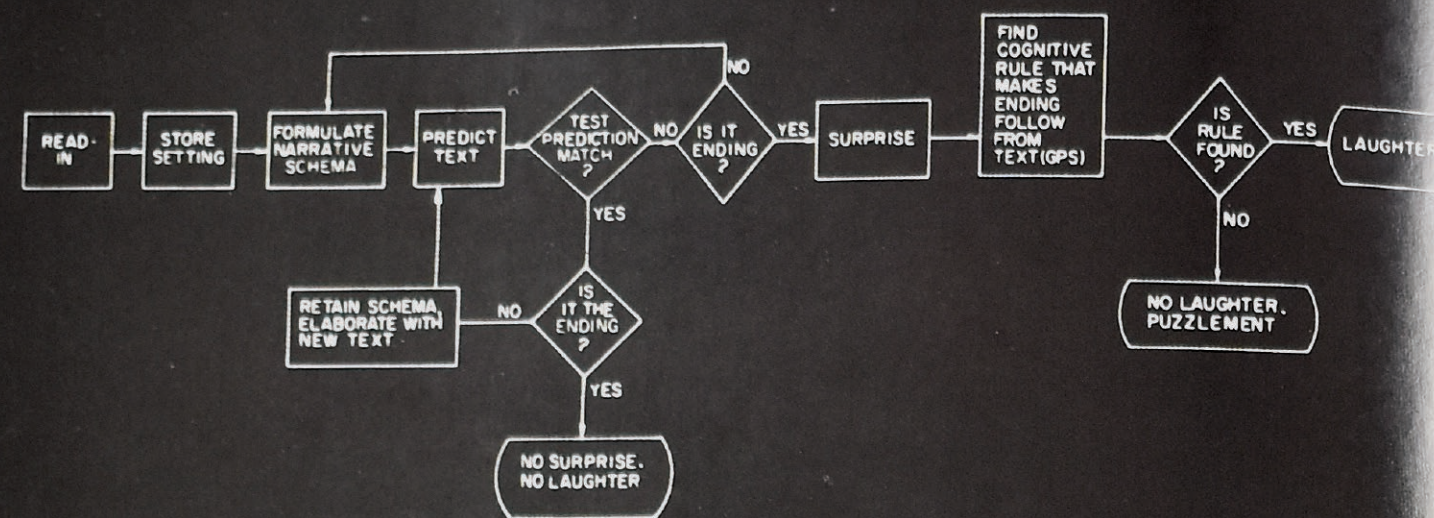 READ-
IN
STORE
SETTING
FORMULATE
NARRATIVE
SCHEMA
PREDICT
TEXT
TEST
PREDICTION
MATCH
?
NO
IS IT
ENDING
?
NO
YES
SURPRISE
FIND
COGNITIVE
RULE THAT
MAKES
ENDING
FOLLOW
FROM
TEXT(GPS)
IS
RULE
FOUND
?
YES
LAUGHTER
NO
NO LAUGHTER.
PUZZLEMENT
YES
IS
IT THE
ENDING
?
NO
RETAIN SCHEMA,
ELABORATE WITH
NEW TEXT
YES
NO SURPRISE.
NO LAUGHTER